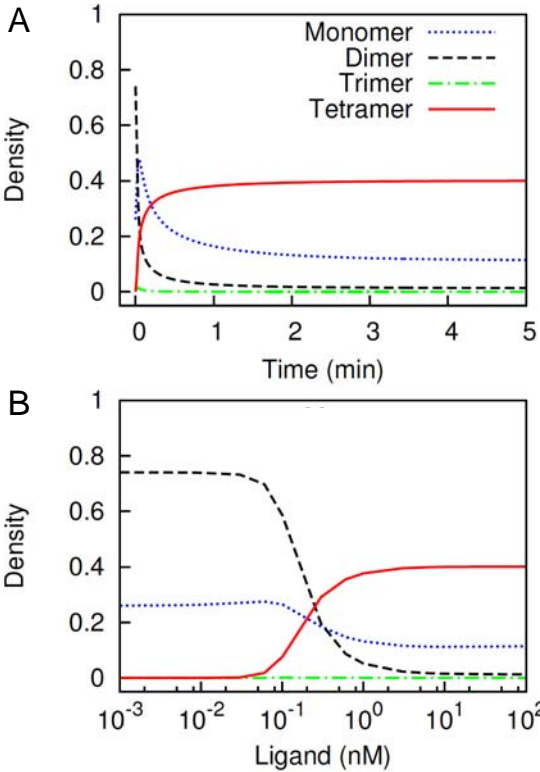 A
1
0.8
0.6
0.4
0.2
0
Density
Monomer
Dimer
Trimer
Tetramer
0 1 2 3 4 5
Time (min)
B
1
0.8
0.6
0.4
0.2
0
Density
10⁻³ 10⁻² 10⁻¹ 10⁰ 10¹ 10²
Ligand (nM)